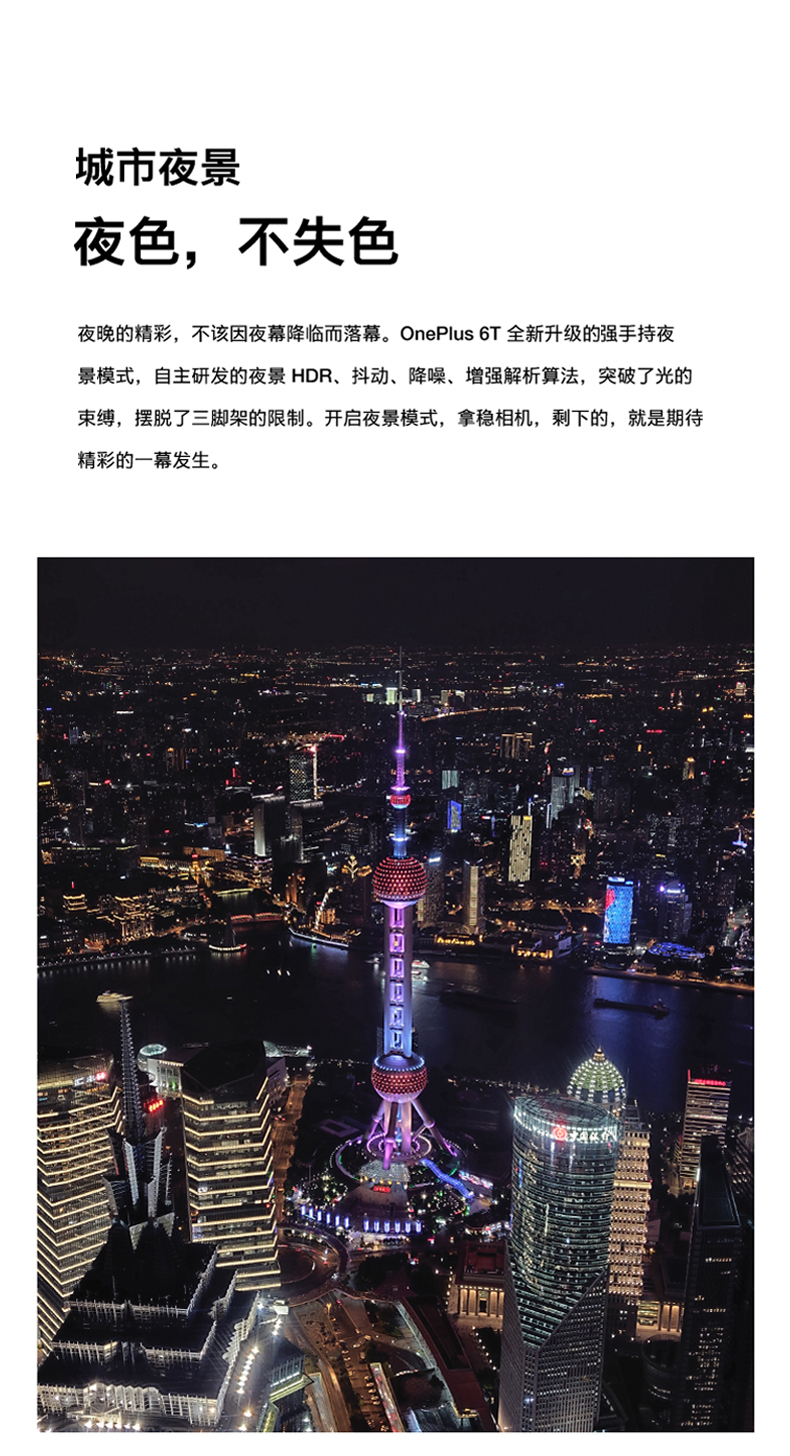 城市夜景
夜色，不失色
夜晚的精彩，不该因夜幕降临而落幕。OnePlus 6T 全新升级的强手持夜
景模式，自主研发的夜景 HDR、抖动、降噪、增强解析算法，突破了光的
束缚，摆脱了三脚架的限制。开启夜景模式，拿稳相机，剩下的，就是期待
精彩的一幕发生。
中国银行